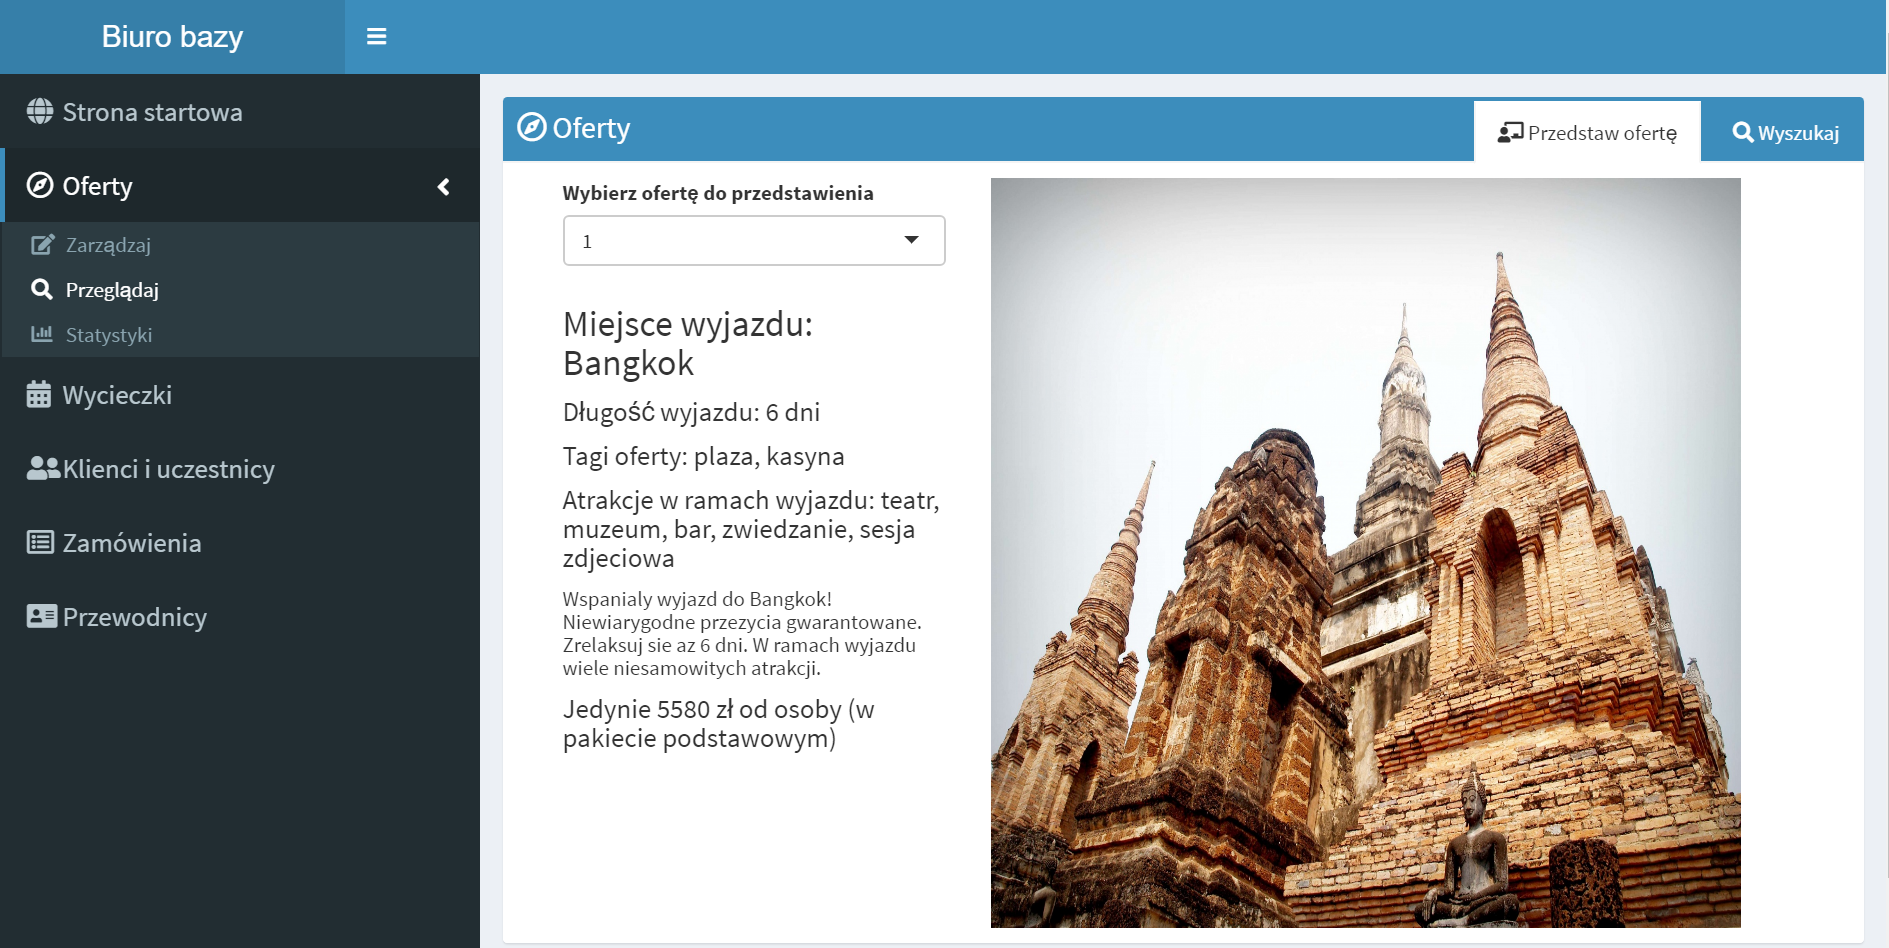 Biuro bazy
Strona startowa
Oferty
Zarządzaj
Przeglądaj
Statystyki
Wycieczki
Klienci i uczestnicy
Zamówienia
Przewodnicy
Oferty
Przedstaw ofertę
Wyszukaj
Wybierz ofertę do przedstawienia
1
Miejsce wyjazdu:
Bangkok
Długość wyjazdu: 6 dni
Tagi oferty: plaza, kasyna
Atrakcje w ramach wyjazdu: teatr,
muzeum, bar, zwiedzanie, sesja
zdjeciowa
Wspanialy wyjazd do Bangkok!
Niewiarygodne przezycia gwarantowane.
Zrelaksuj sie az 6 dni. W ramach wyjazdu
wiele niesamowitych atrakcji.
Jedynie 5580 zł od osoby (w
pakiecie podstawowym)